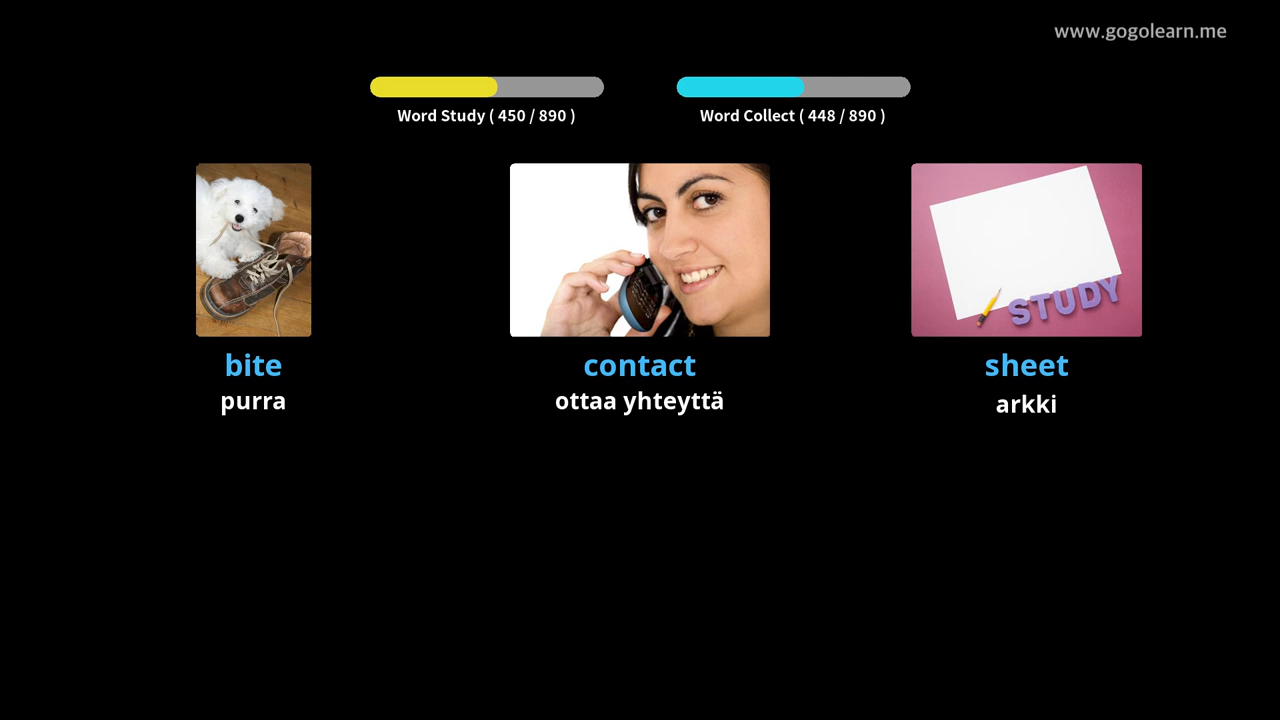 www.gogolearn.me
Word Study ( 450 / 890 )
Word Collect ( 448 / 890 )
STUDY
bite
purra
contact
ottaa yhteyttä
sheet
arkki